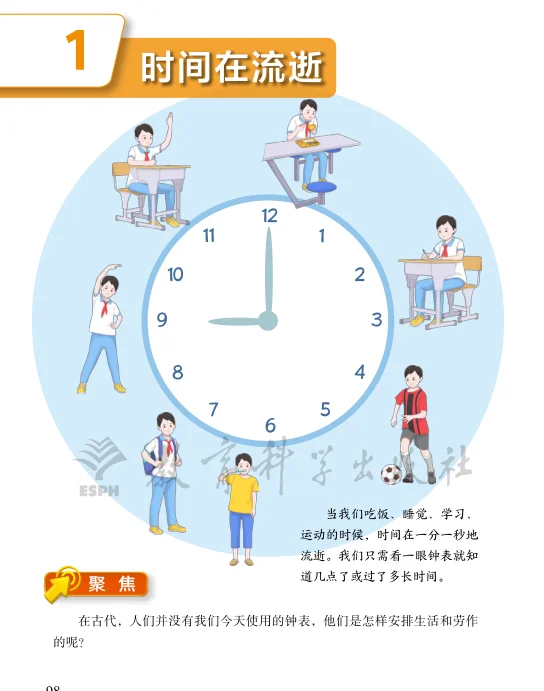 1
时间在流逝
12
11
1
10
2
9
3
8
4
7
5
6
ESPH
教育科学出版社
当我们吃饭、睡觉、学习、
运动的时候，时间在一分一秒地
流逝。我们只需看一眼钟表就知
道几点了或过了多长时间。
聚焦
在古代，人们并没有我们今天使用的钟表，他们是怎样安排生活和劳作
的呢？